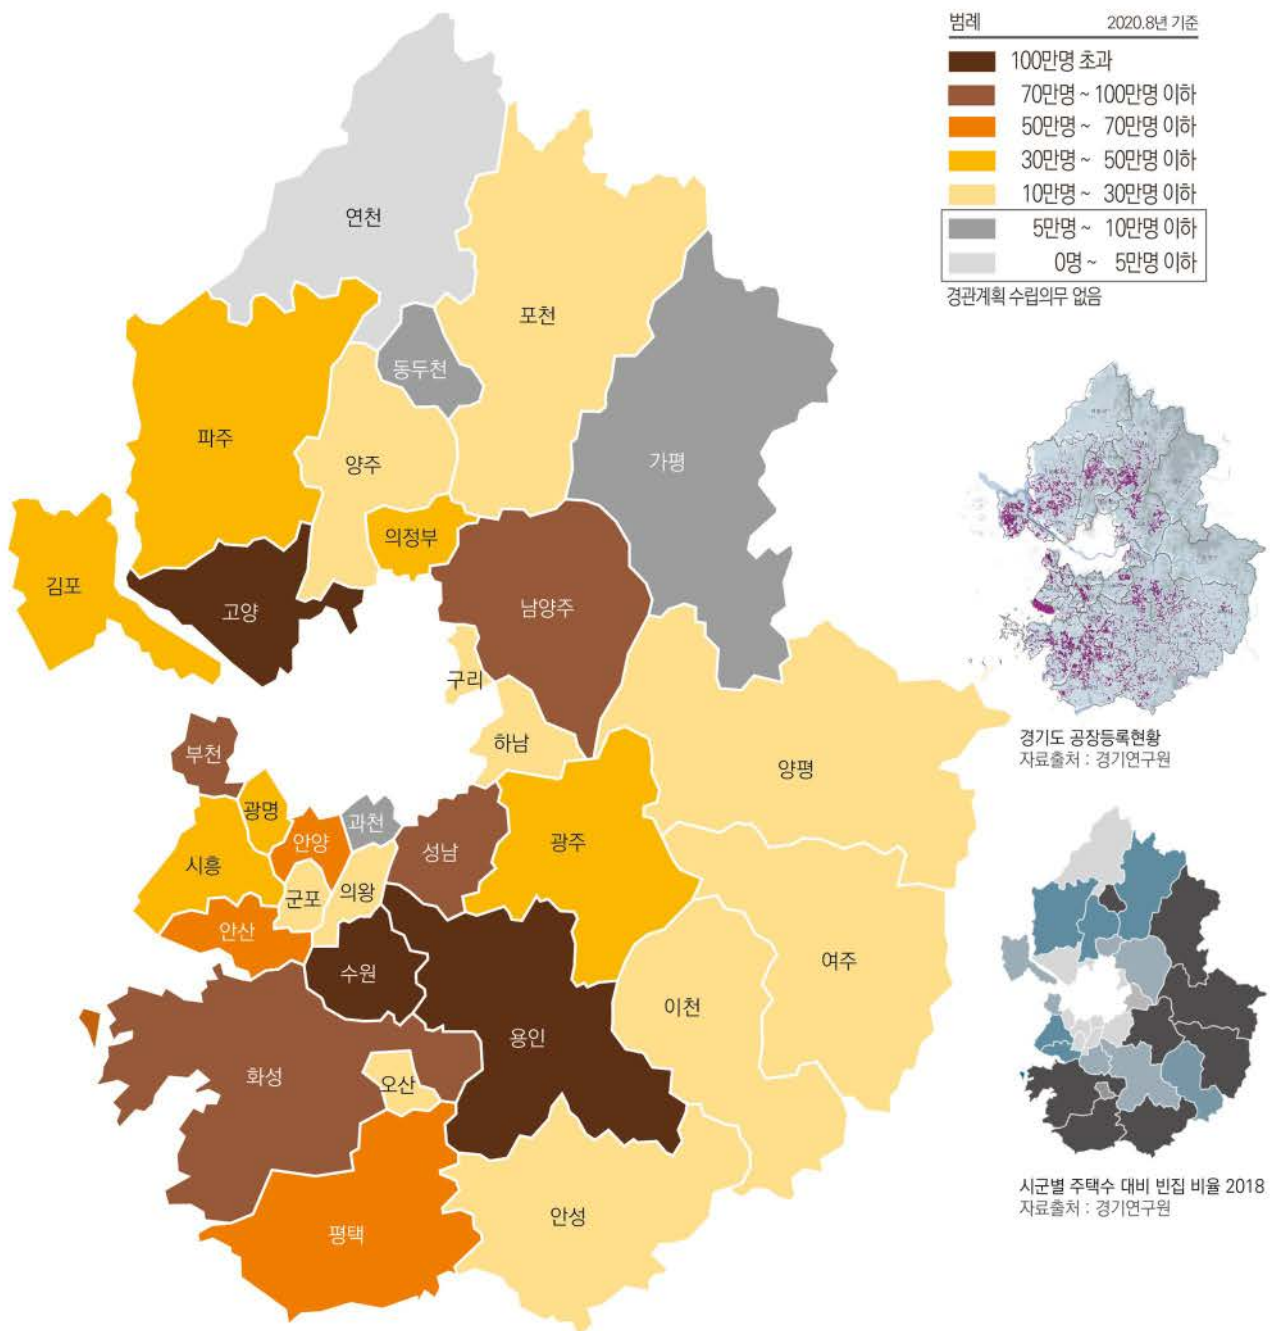 범례 2020.8년 기준
100만명 초과
70만명 ~ 100만명 이하
50만명 ~ 70만명 이하
30만명 ~ 50만명 이하
10만명 ~ 30만명 이하
5만명 ~ 10만명 이하
0명 ~ 5만명 이하
경관계획 수립의무 없음
연천
포천
동두천
파주
양주
가평
의정부
김포
고양
남양주
구리
하남
양평
부천
광명
안양
과천
성남
광주
시흥
군포
의왕
안산
수원
여주
이천
용인
화성
오산
안성
평택
경기도 공장등록현황
자료출처 : 경기연구원
시군별 주택수 대비 빈집 비율 2018
자료출처 : 경기연구원